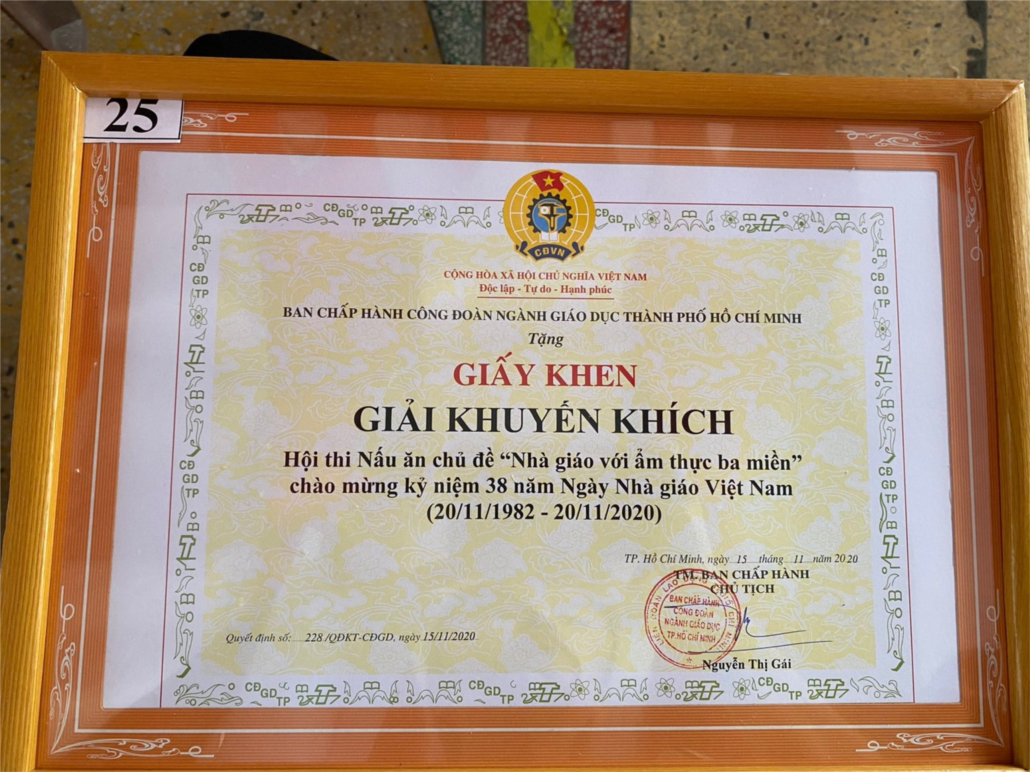 25
CĐVN
CỘNG HÒA XÃ HỘI CHỦ NGHĨA VIỆT NAM
Độc lập - Tự do - Hạnh phúc
BAN CHẤP HÀNH CÔNG ĐOÀN NGÀNH GIÁO DỤC THÀNH PHỐ HỒ CHÍ MINH
Tặng
GIẤY KHEN
GIẢI KHUYẾN KHÍCH
Hội thi Nấu ăn chủ đề “Nhà giáo với ẩm thực ba miền”
chào mừng kỷ niệm 38 năm Ngày Nhà giáo Việt Nam
(20/11/1982 - 20/11/2020)
TP. Hồ Chí Minh, ngày 15 tháng 11 năm 2020
TM. BAN CHẤP HÀNH
CHỦ TỊCH
BAN CHẤP HÀNH
CÔNG ĐOÀN
NGÀNH GIÁO DỤC
TP.HỒ CHÍ MINH
Quyết định số: 228 /QĐKT-CĐGD, ngày 15/11/2020
Nguyễn Thị Gái